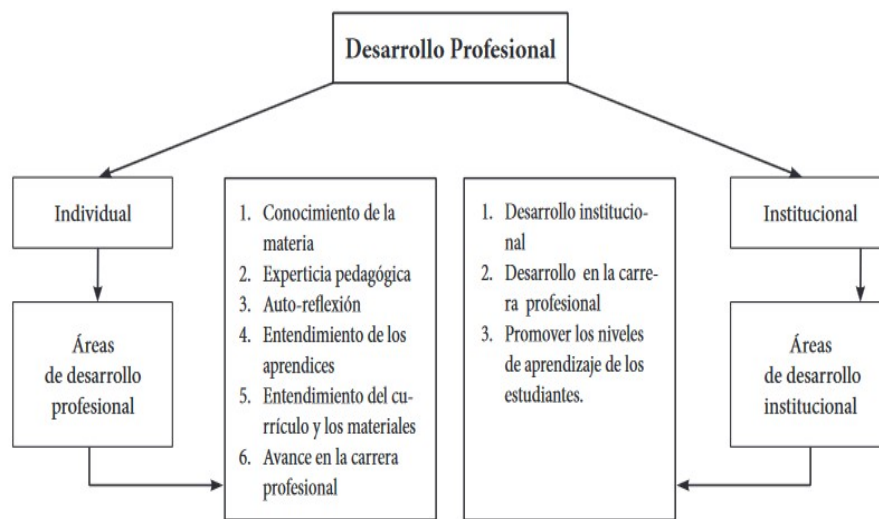 Desarrollo Profesional
Individual
Áreas
de desarrollo
profesional
1. Conocimiento de la
materia
2. Experticia pedagógica
3. Auto-reflexión
4. Entendimiento de los
aprendices
5. Entendimiento del cu-
rrículo y los materiales
6. Avance en la carrera
profesional
1. Desarrollo institucio-
nal
2. Desarrollo en la carre-
ra profesional
3. Promover los niveles
de aprendizaje de los
estudiantes.
Institucional
Áreas
de desarrollo
institucional